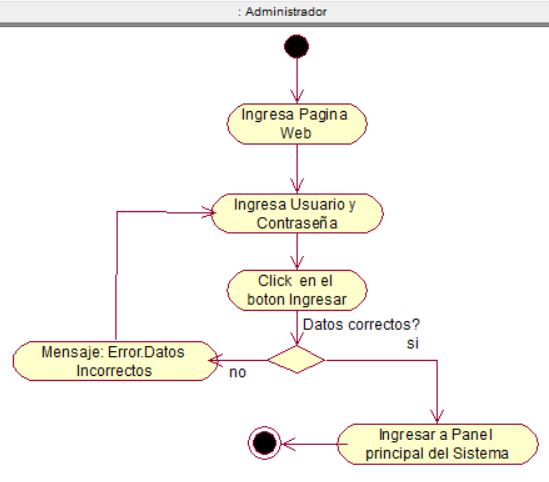 : Administrador
Ingresa Pagina
Web
Ingresa Usuario y
Contraseña
Click en el
boton Ingresar
Datos correctos?
si
no
Mensaje: Error.Datos
Incorrectos
Ingresar a Panel
principal del Sistema